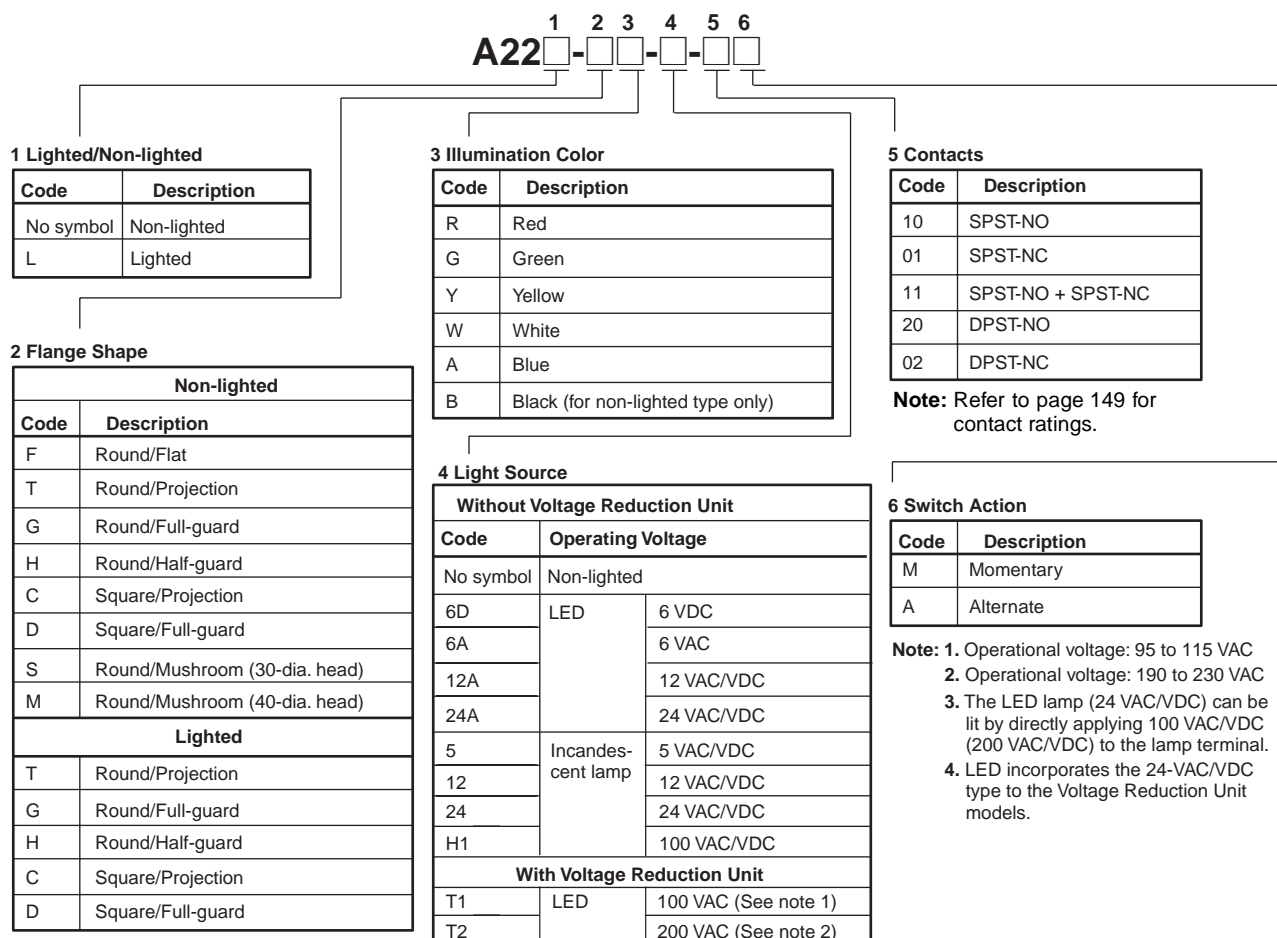 1 2 3 4 5 6
A22□-□□-□-□□
1 Lighted/Non-lighted
Code Description
No symbol Non-lighted
L Lighted
2 Flange Shape
Non-lighted
Code Description
F Round/Flat
T Round/Projection
G Round/Full-guard
H Round/Half-guard
C Square/Projection
D Square/Full-guard
S Round/Mushroom (30-dia. head)
M Round/Mushroom (40-dia. head)
Lighted
T Round/Projection
G Round/Full-guard
H Round/Half-guard
C Square/Projection
D Square/Full-guard
3 Illumination Color
Code Description
R Red
G Green
Y Yellow
W White
A Blue
B Black (for non-lighted type only)
4 Light Source
Without Voltage Reduction Unit
Code Operating Voltage
No symbol Non-lighted
6D LED 6 VDC
6A 6 VAC
12A 12 VAC/VDC
24A 24 VAC/VDC
5 Incandes- 5 VAC/VDC
12 cent lamp 12 VAC/VDC
24 24 VAC/VDC
H1 100 VAC/VDC
With Voltage Reduction Unit
T1 LED 100 VAC (See note 1)
T2 200 VAC (See note 2)
5 Contacts
Code Description
10 SPST-NO
01 SPST-NC
11 SPST-NO + SPST-NC
20 DPST-NO
02 DPST-NC
Note: Refer to page 149 for
contact ratings.
6 Switch Action
Code Description
M Momentary
A Alternate
Note: 1. Operational voltage: 95 to 115 VAC
2. Operational voltage: 190 to 230 VAC
3. The LED lamp (24 VAC/VDC) can be
lit by directly applying 100 VAC/VDC
(200 VAC/VDC) to the lamp terminal.
4. LED incorporates the 24-VAC/VDC
type to the Voltage Reduction Unit
models.